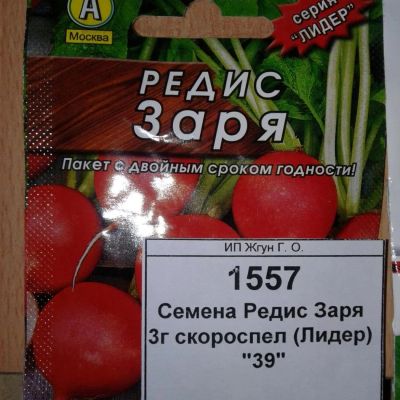 А
Москва
серия
"ЛИДЕР"
РЕДИС
Заря
Пакет с двойным сроком годности!
ИП Жгун Г. О.
1557
Семена Редис Заря
3г скороспел (Лидер)
"39"